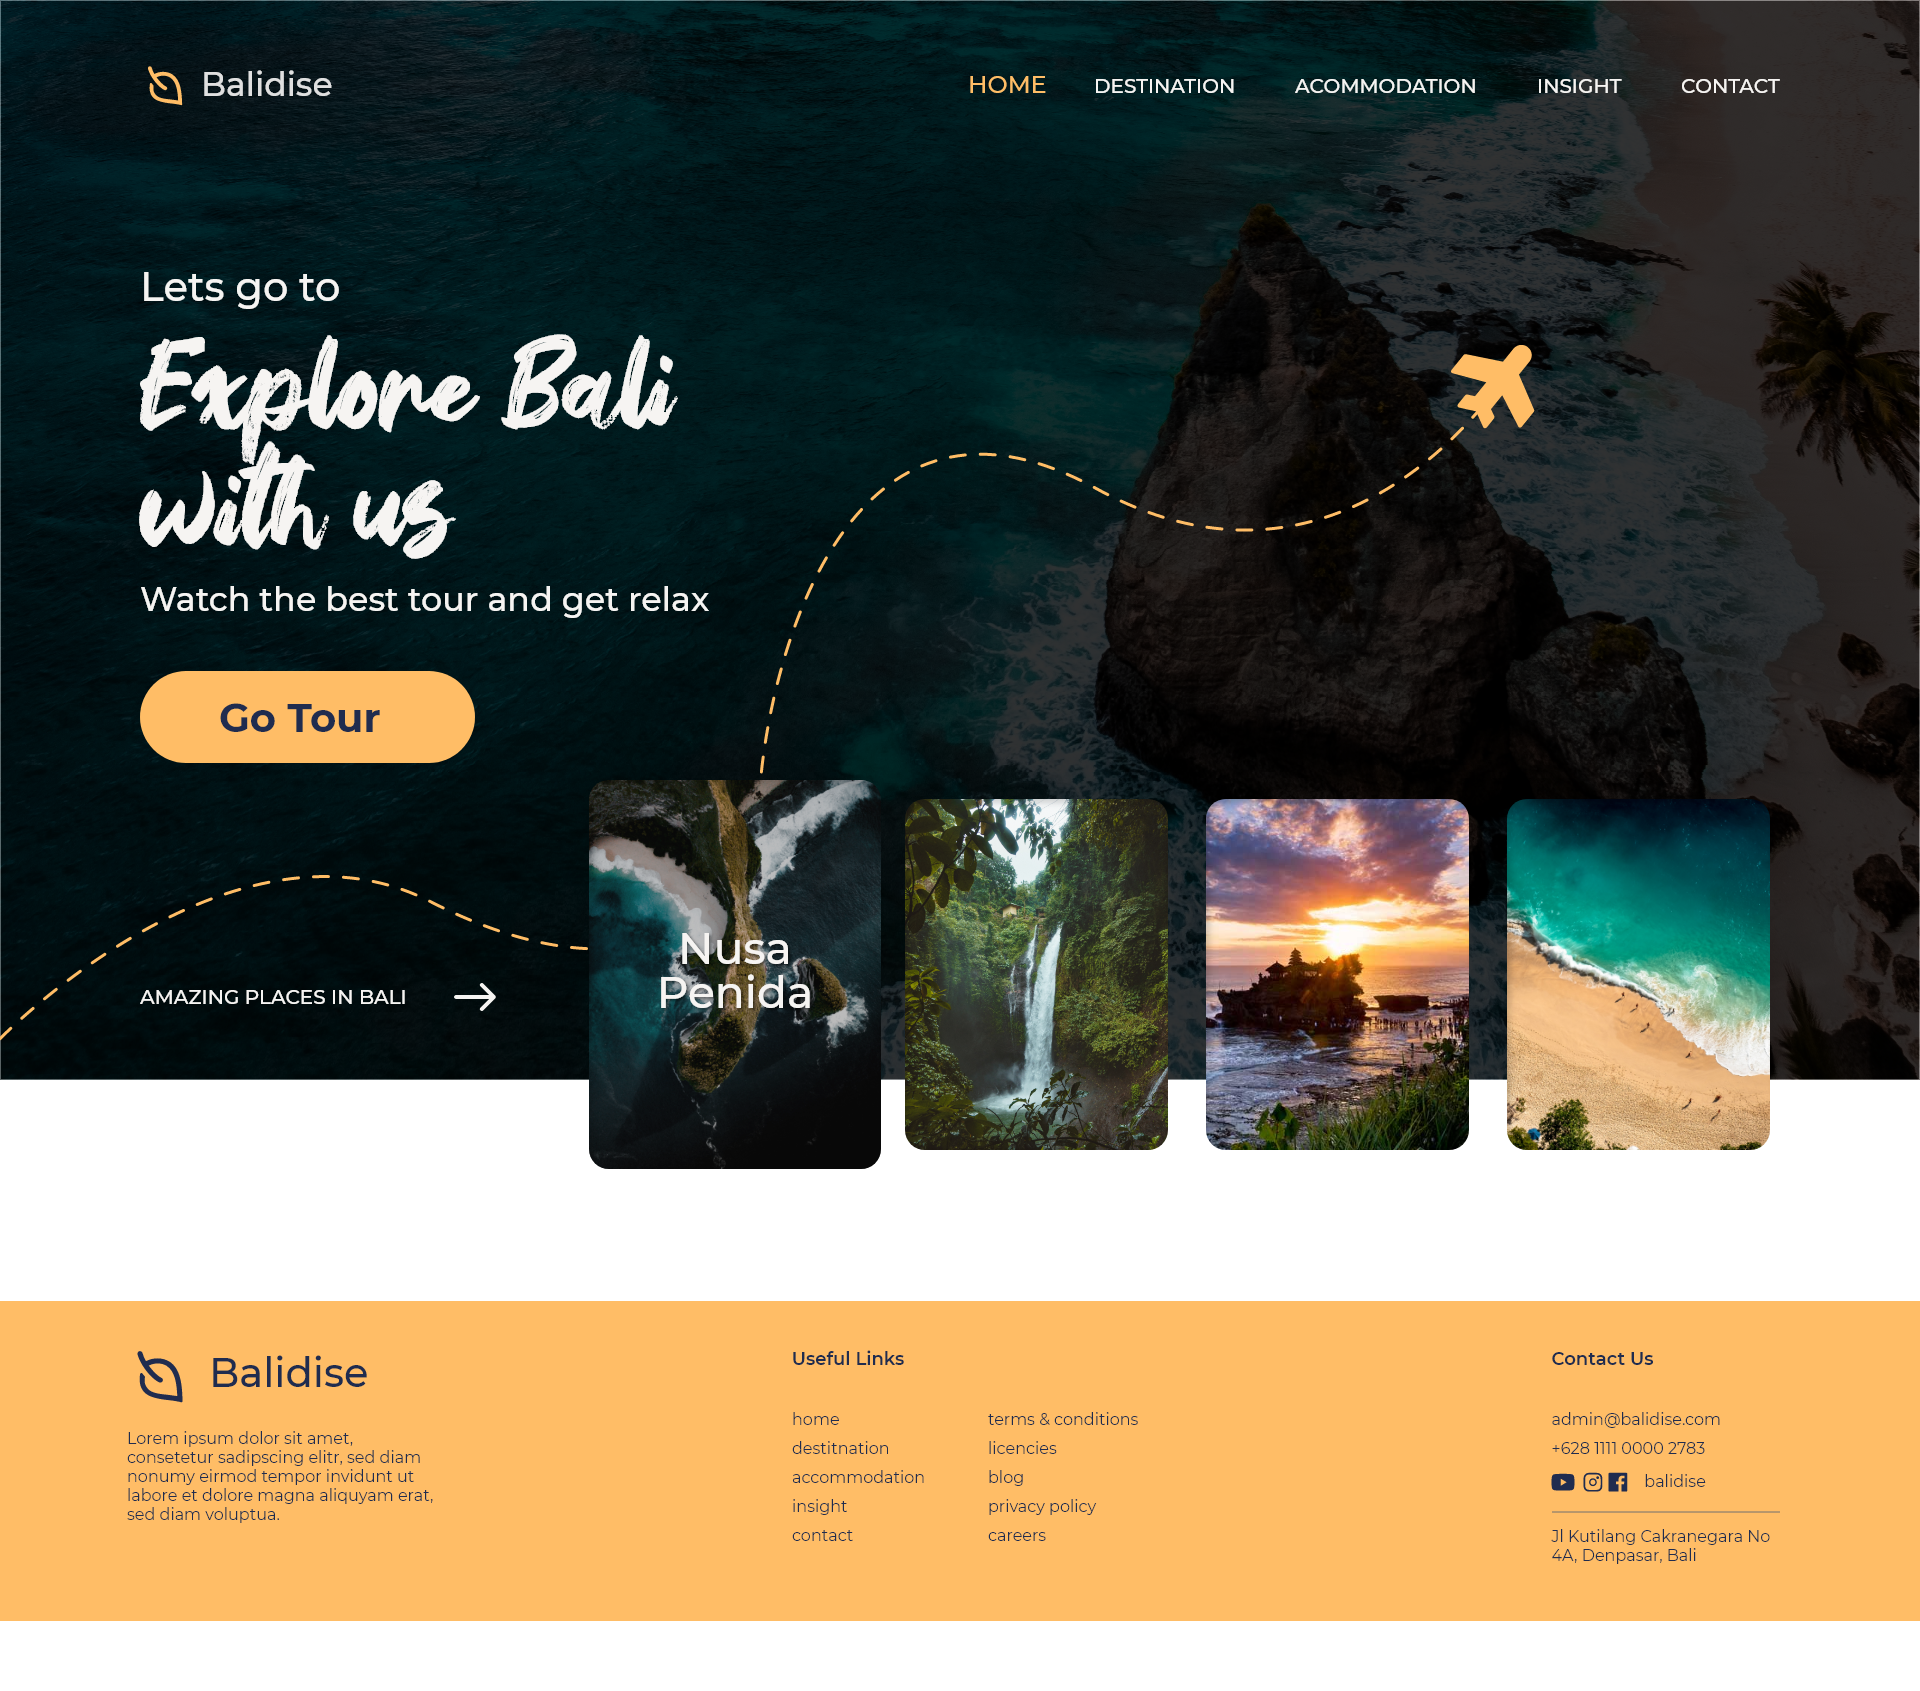 Balidise
HOME DESTINATION ACOMMODATION INSIGHT CONTACT
Lets go to
Explore Bali
with us
Watch the best tour and get relax
Go Tour
AMAZING PLACES IN BALI
Nusa
Penida
Balidise
Lorem ipsum dolor sit amet,
consetetur sadipscing elitr, sed diam
nonumy eirmod tempor invidunt ut
labore et dolore magna aliquyam erat,
sed diam voluptua.
Useful Links
home
destitnation
accommodation
insight
contact
terms & conditions
licencies
blog
privacy policy
careers
Contact Us
admin@balidise.com
+628 1111 0000 2783
balidise
Jl Kutilang Cakranegara No
4A, Denpasar, Bali